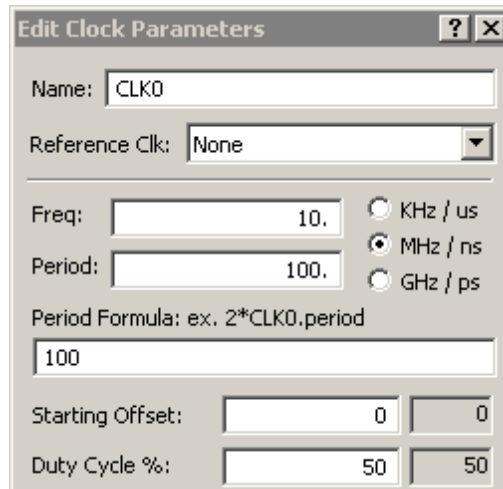 Edit Clock Parameters ? X
Name: CLK0
Reference Clk: None
Freq: 10. KHz / us
MHz / ns
Period: 100. GHz / ps
Period Formula: ex. 2*CLK0.period
100
Starting Offset: 0 0
Duty Cycle %: 50 50